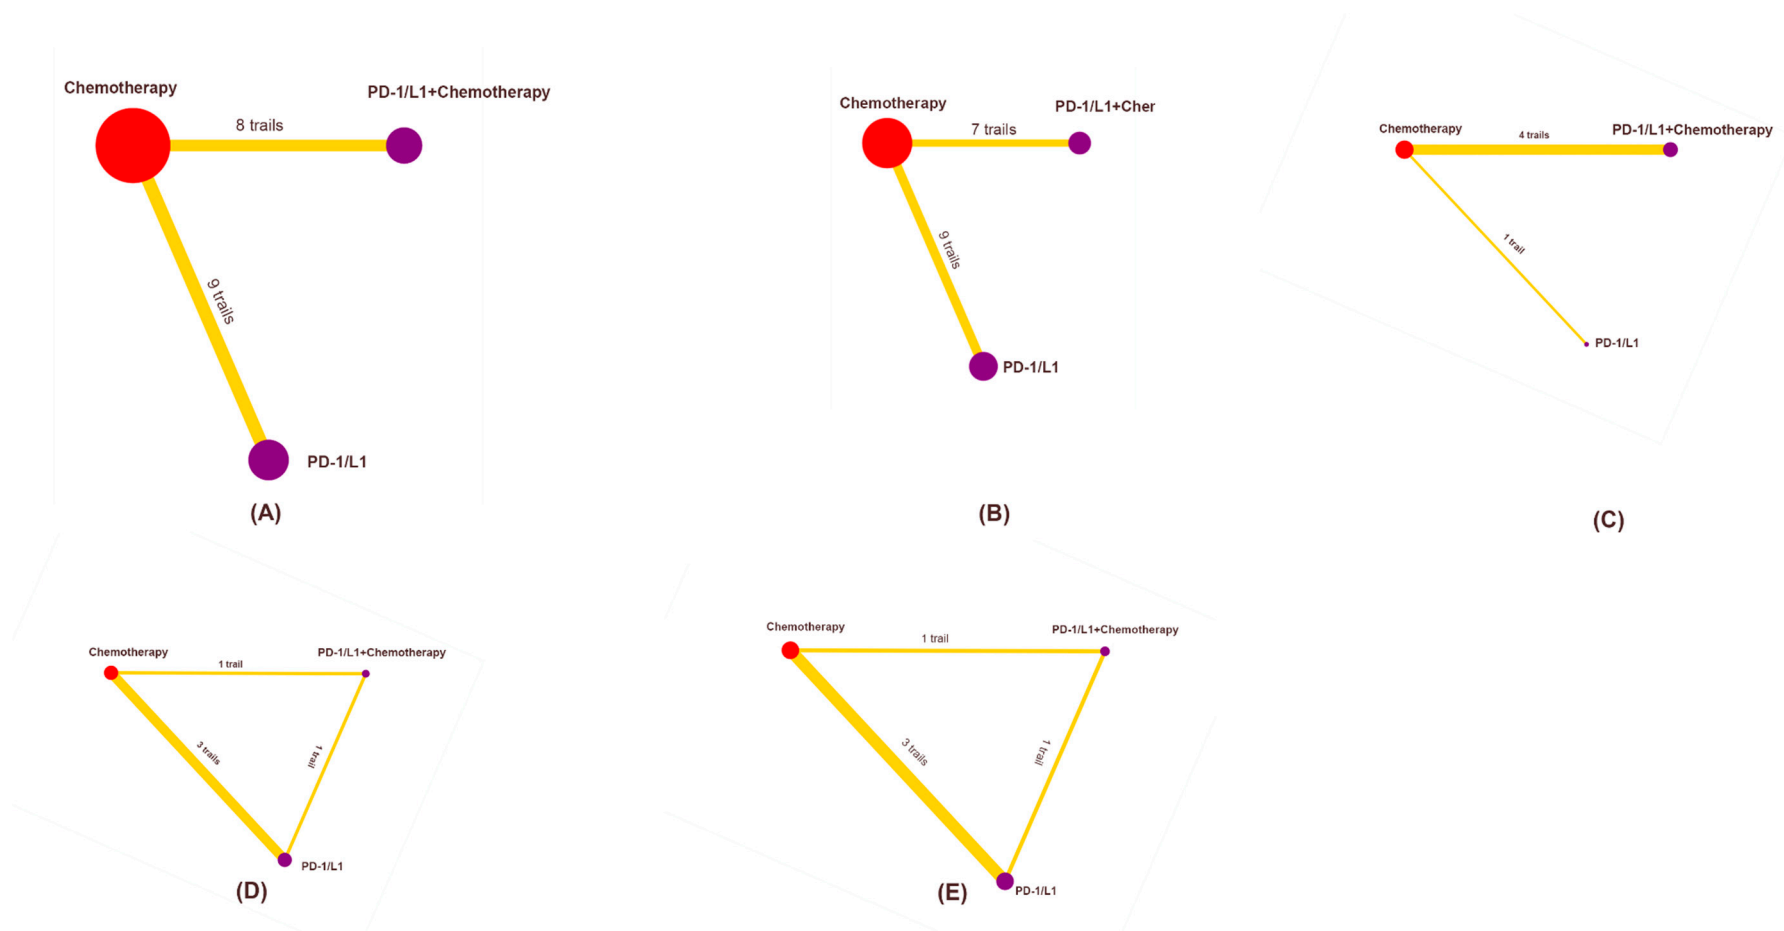 Chemotherapy
PD-1/L1+Chemotherapy
8 trails
9 trails
PD-1/L1
(A)
Chemotherapy
PD-1/L1+Cher
7 trails
9 trails
PD-1/L1
(B)
Chemotherapy
4 trails
PD-1/L1+Chemotherapy
1 trail
PD-1/L1
(C)
Chemotherapy
1 trail
PD-1/L1+Chemotherapy
3 trails
1 trail
PD-1/L1
(D)
Chemotherapy
1 trail
PD-1/L1+Chemotherapy
3 trails
1 trail
PD-1/L1
(E)